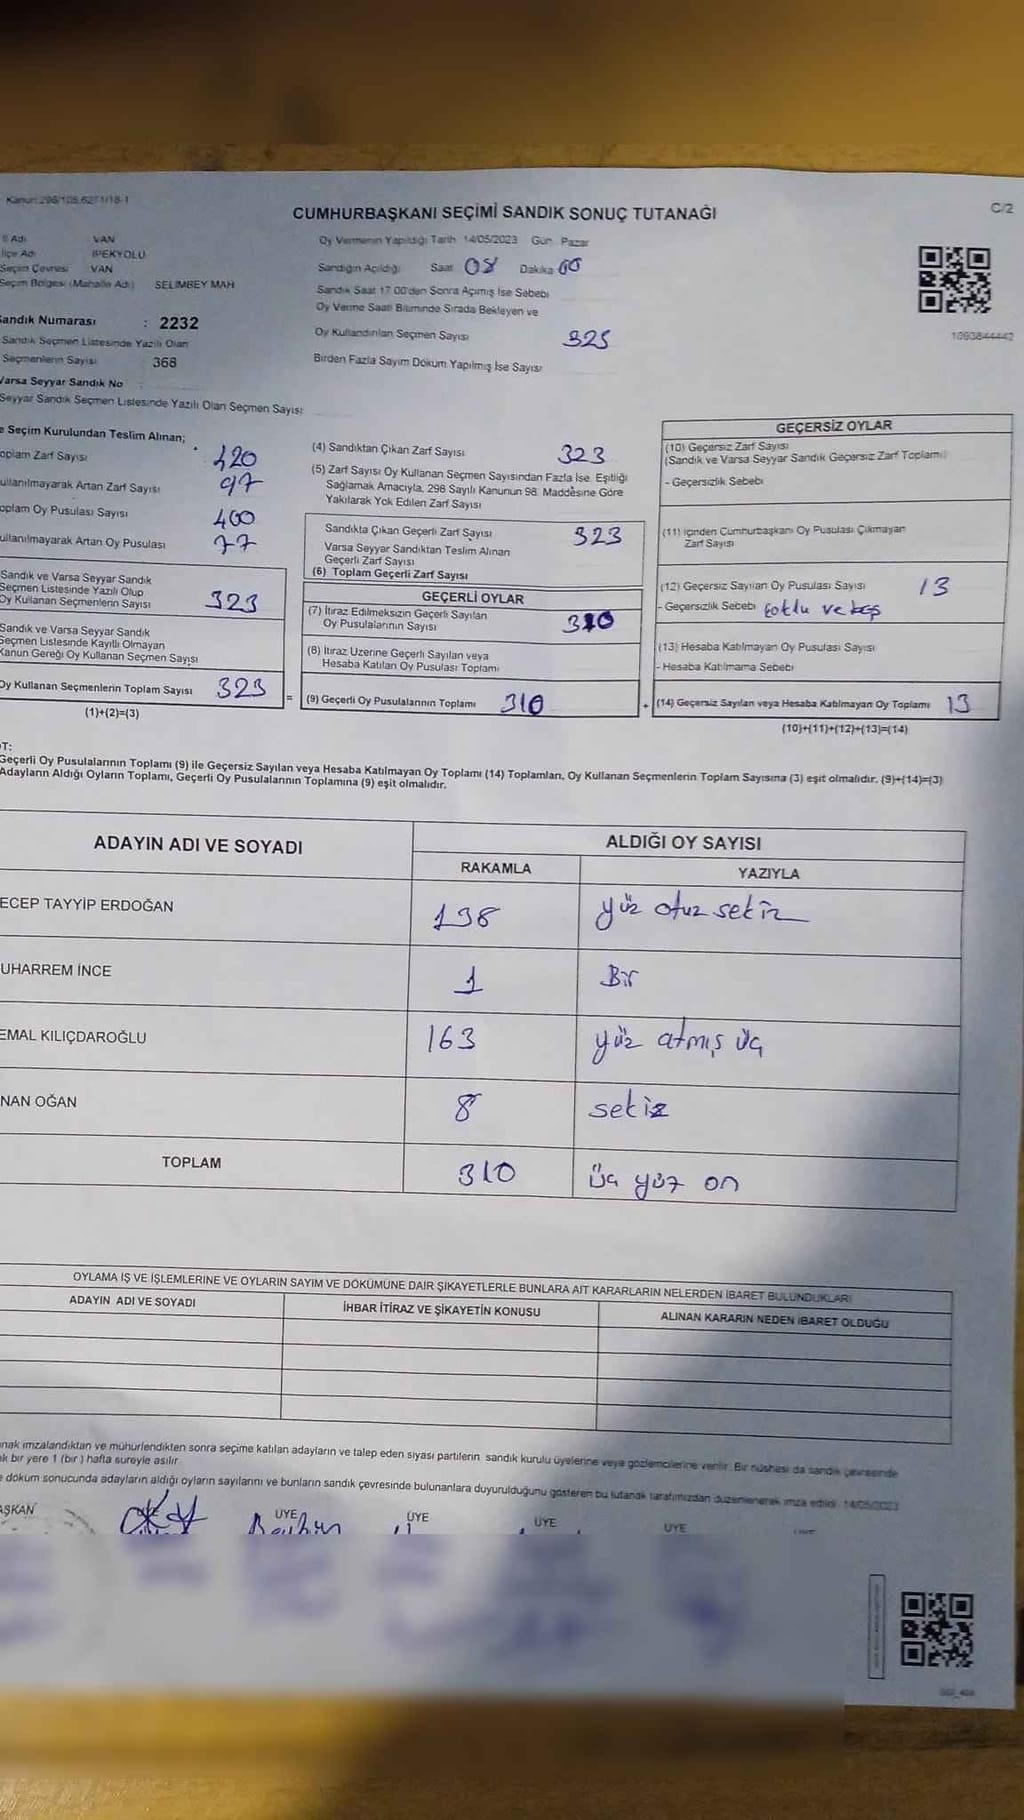 Kanun: 298/105,6271/18-1
CUMHURBAŞKANI SEÇİMİ SANDIK SONUÇ TUTANAĞI
C/2
İl Adı VAN
İlçe Adı İPEKYOLU
Seçim Çevresi VAN
Seçim Bölgesi (Mahalle Adı) SELİMBEY MAH
Sandık Numarası : 2232
Sandık Seçmen Listesinde Yazılı Olan
Seçmenlerin Sayısı 368
Varsa Seyyar Sandık No :
Seyyar Sandık Seçmen Listesinde Yazılı Olan Seçmen Sayısı
Oy Vermenin Yapıldığı Tarih 14/05/2023 Gün Pazar
Sandığın Açıldığı Saat 08 Dakika 00
Sandık Saat 17.00'den Sonra Açımış İse Sebebi
Oy Verme Saati Bitiminde Sırada Bekleyen ve
Oy Kullandırılan Seçmen Sayısı 325
Birden Fazla Sayım Döküm Yapılmış İse Sayısı
1093844442
e Seçim Kurulundan Teslim Alınan;
oplam Zarf Sayısı 420
ullanılmayarak Artan Zarf Sayısı 97
oplam Oy Pusulası Sayısı 400
ullanılmayarak Artan Oy Pusulası 77
Sandık ve Varsa Seyyar Sandık
Seçmen Listesinde Yazılı Olup
Oy Kullanan Seçmenlerin Sayısı 323
Sandık ve Varsa Seyyar Sandık
Seçmen Listesinde Kayıtlı Olmayan
Kanun Gereği Oy Kullanan Seçmen Sayısı
Oy Kullanan Seçmenlerin Toplam Sayısı 323 =
(1)+(2)=(3)
(4) Sandıktan Çıkan Zarf Sayısı 323
(5) Zarf Sayısı Oy Kullanan Seçmen Sayısından Fazla İse, Eşitliği
Sağlamak Amacıyla, 298 Sayılı Kanunun 98. Maddesine Göre
Yakılarak Yok Edilen Zarf Sayısı
Sandıkta Çıkan Geçerli Zarf Sayısı 323
Varsa Seyyar Sandıktan Teslim Alınan
Geçerli Zarf Sayısı
(6) Toplam Geçerli Zarf Sayısı
GEÇERLİ OYLAR
(7) İtiraz Edilmeksizin Geçerli Sayılan
Oy Pusulalarının Sayısı 310
(8) İtiraz Üzerine Geçerli Sayılan veya
Hesaba Katılan Oy Pusulası Toplamı
(9) Geçerli Oy Pusulalarının Toplamı 310 +
GEÇERSİZ OYLAR
(10) Geçersiz Zarf Sayısı
(Sandık ve Varsa Seyyar Sandık Geçersiz Zarf Toplamı)
- Geçersizlik Sebebi
(11) İçinden Cumhurbaşkanı Oy Pusulası Çıkmayan
Zarf Sayısı
(12) Geçersiz Sayılan Oy Pusulası Sayısı 13
- Geçersizlik Sebebi çoklu ve boş
(13) Hesaba Katılmayan Oy Pusulası Sayısı
- Hesaba Katılmama Sebebi
(14) Geçersiz Sayılan veya Hesaba Katılmayan Oy Toplamı 13
(10)+(11)+(12)+(13)=(14)
OT:
Geçerli Oy Pusulalarının Toplamı (9) ile Geçersiz Sayılan veya Hesaba Katılmayan Oy Toplamı (14) Toplamları, Oy Kullanan Seçmenlerin Toplam Sayısına (3) eşit olmalıdır. (9)+(14)=(3)
Adayların Aldığı Oyların Toplamı, Geçerli Oy Pusulalarının Toplamına (9) eşit olmalıdır.
ADAYIN ADI VE SOYADI ALDIĞI OY SAYISI
RAKAMLA YAZIYLA
ECEP TAYYİP ERDOĞAN 138 yüz otuz sekiz
UHARREM İNCE 1 Bir
EMAL KILIÇDAROĞLU 163 yüz atmış üç
NAN OĞAN 8 sekiz
TOPLAM 310 üç yüz on
OYLAMA İŞ VE İŞLEMLERİNE VE OYLARIN SAYIM VE DÖKÜMÜNE DAİR ŞİKAYETLERLE BUNLARA AİT KARARLARIN NELERDEN İBARET BULUNDUKLARI
ADAYIN ADI VE SOYADI İHBAR İTİRAZ VE ŞİKAYETİN KONUSU ALINAN KARARIN NEDEN İBARET OLDUĞU
anak imzalandıktan ve mühürlendikten sonra seçime katılan adayların ve talep eden siyasi partilerin sandık kurulu üyelerine veya gözlemcilerine verilir. Bir nüshası da sandık çevresinde
k bir yere 1 (bir ) hafta süreyle asılır.
e döküm sonucunda adayların aldığı oyların sayılarını ve bunların sandık çevresinde bulunanlara duyurulduğunu gösteren bu tutanak tarafımızdan düzenlenerek imza edildi. 14/05/2023
AŞKAN ÜYE ÜYE ÜYE ÜYE